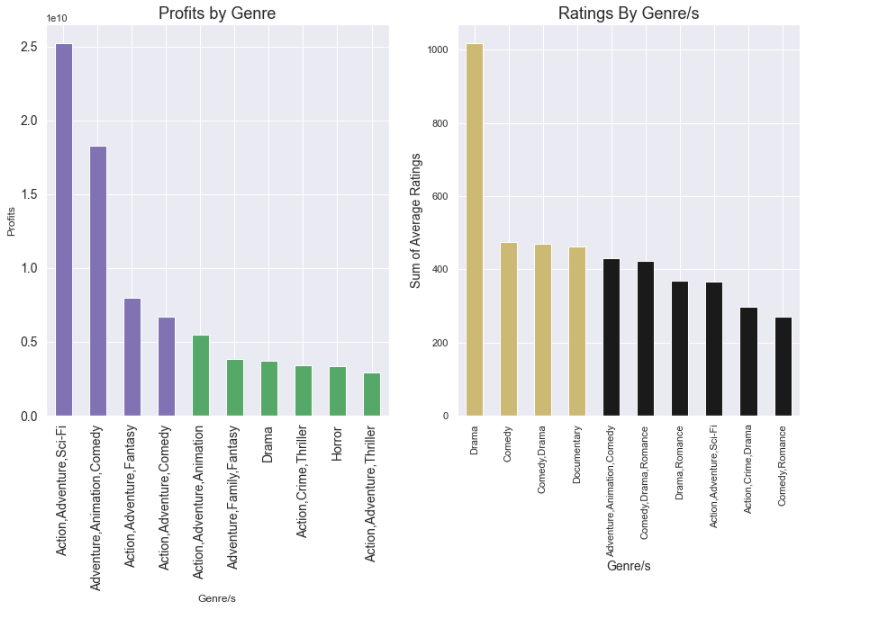 Profits by Genre
1e10
2.5
2.0
1.5
1.0
0.5
0.0
Profits
Action,Adventure,Sci-Fi
Adventure,Animation,Comedy
Action,Adventure,Fantasy
Action,Adventure,Comedy
Action,Adventure,Animation
Adventure,Family,Fantasy
Drama
Action,Crime,Thriller
Horror
Action,Adventure,Thriller
Genre/s
Ratings By Genre/s
1000
800
600
400
200
0
Sum of Average Ratings
Drama
Comedy
Comedy,Drama
Documentary
Adventure,Animation,Comedy
Comedy,Drama,Romance
Drama,Romance
Action,Adventure,Sci-Fi
Action,Crime,Drama
Comedy,Romance
Genre/s